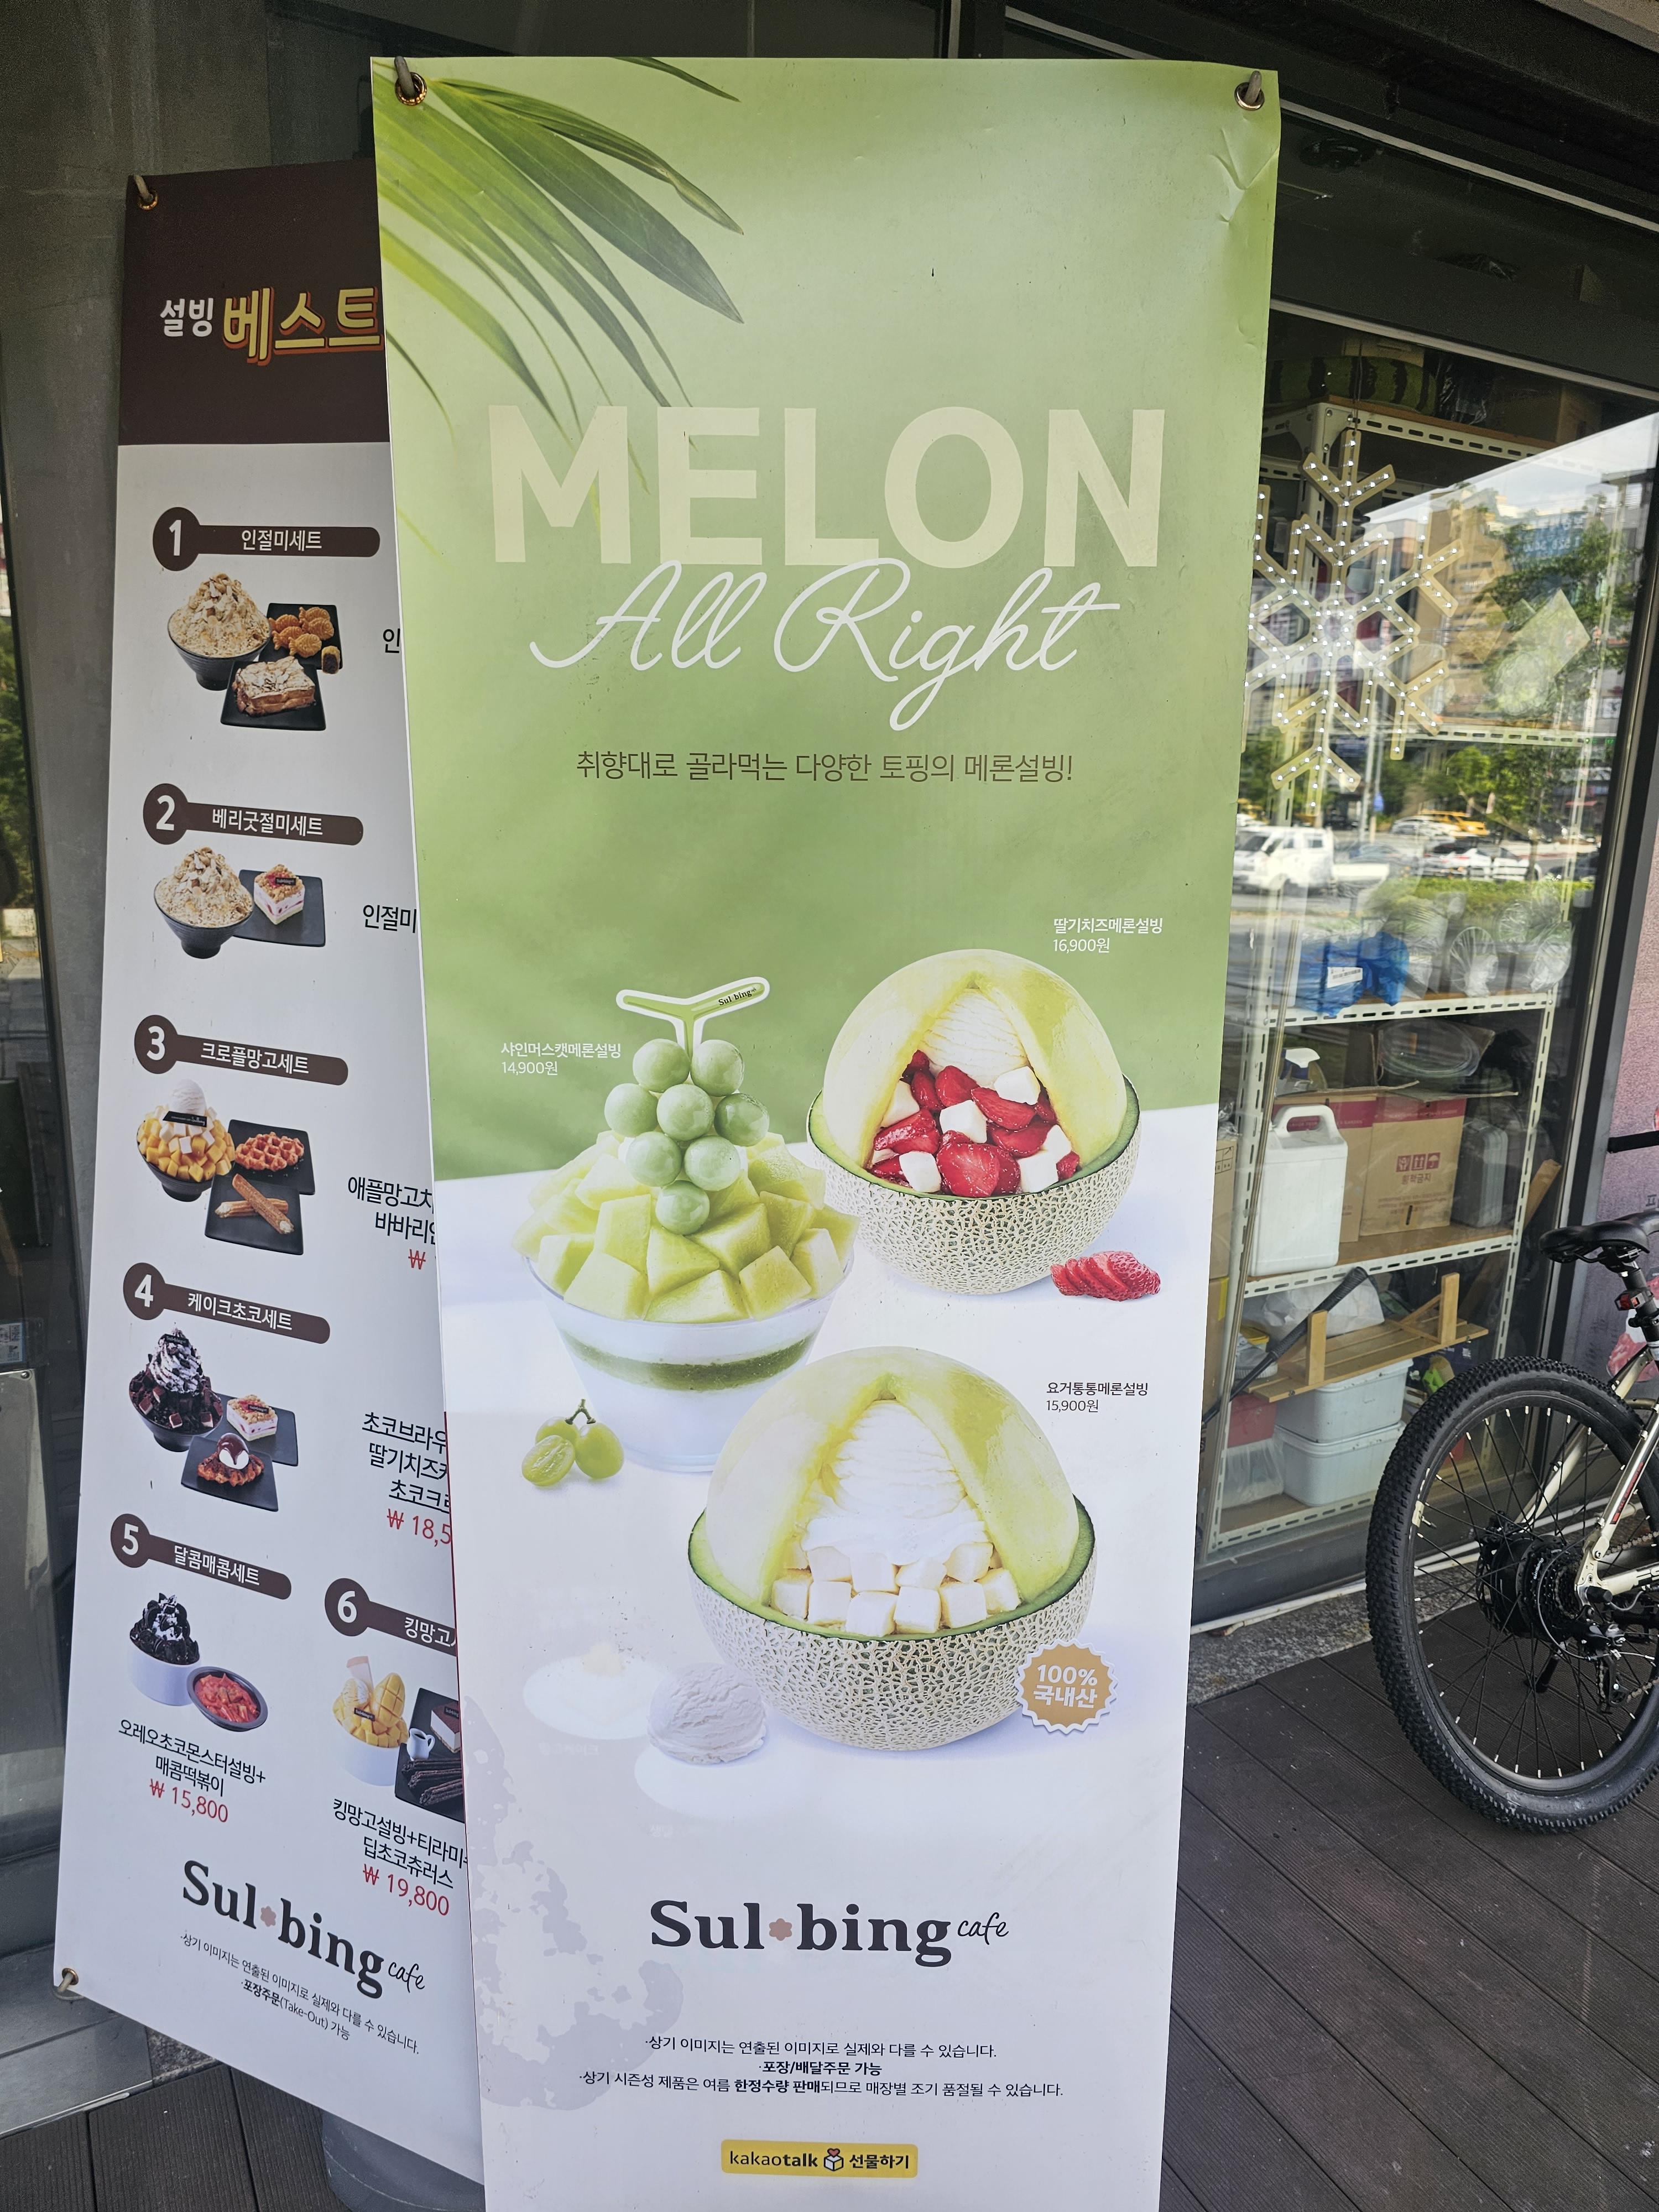 설빙 베스트
1 인절미세트
인
2 베리굿절미세트
인절미
3 크로플망고세트
애플망고치
바바리안
₩
4 케이크초코세트
초코브라우
딸기치즈케
초코크로
₩ 18,5
5 달콤매콤세트
오레오초코몬스터설빙+
매콤떡볶이
₩ 15,800
6 킹망고
킹망고설빙+티라미
딥초코츄러스
₩ 19,800
Sul bing cafe
·상기 이미지는 연출된 이미지로 실제와 다를 수 있습니다.
·포장주문(Take-Out) 가능
MELON
All Right
취향대로 골라먹는 다양한 토핑의 메론설빙!
딸기치즈메론설빙
16,900원
Sul bing
샤인머스캣메론설빙
14,900원
요거통통메론설빙
15,900원
100%
국내산
Sul bing cafe
·상기 이미지는 연출된 이미지로 실제와 다를 수 있습니다.
·포장/배달주문 가능
·상기 시즌성 제품은 여름 한정수량 판매되므로 매장별 조기 품절될 수 있습니다.
kakaotalk 선물하기